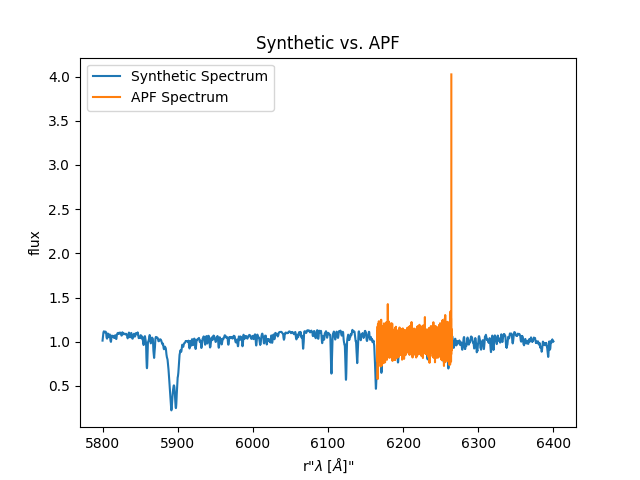 Synthetic vs. APF
Synthetic Spectrum
APF Spectrum
4.0
3.5
3.0
2.5
2.0
1.5
1.0
0.5
flux
5800 5900 6000 6100 6200 6300 6400
r"λ [Å]"